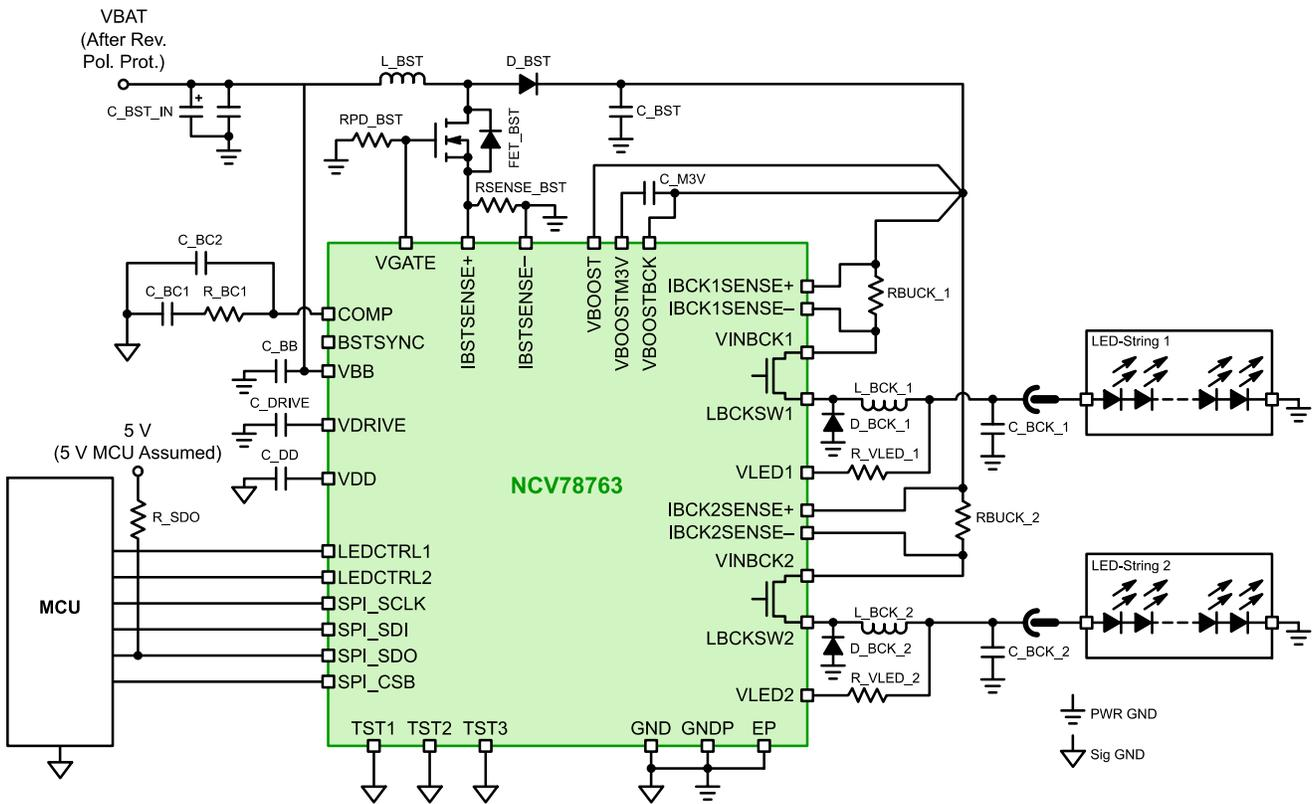 VBAT
(After Rev.
Pol. Prot.)
L_BST
D_BST
C_BST_IN
+
C_BST
RPD_BST
FET_BST
C_M3V
RSENSE_BST
C_BC2
C_BC1
R_BC1
VGATE
IBSTSENSE+
IBSTSENSE–
VBOOST
VBOOSTM3V
VBOOSTBCK
IBCK1SENSE+
IBCK1SENSE–
RBUCK_1
COMP
BSTSYNC
VINBCK1
LED-String 1
C_BB
VBB
L_BCK_1
C_DRIVE
LBCKSW1
D_BCK_1
C_BCK_1
VDRIVE
5 V
(5 V MCU Assumed)
R_VLED_1
C_DD
VDD
VLED1
NCV78763
R_SDO
IBCK2SENSE+
IBCK2SENSE–
RBUCK_2
LEDCTRL1
VINBCK2
LED-String 2
LEDCTRL2
MCU
SPI_SCLK
L_BCK_2
SPI_SDI
LBCKSW2
D_BCK_2
C_BCK_2
SPI_SDO
R_VLED_2
SPI_CSB
VLED2
PWR GND
TST1
TST2
TST3
GND
GNDP
EP
Sig GND